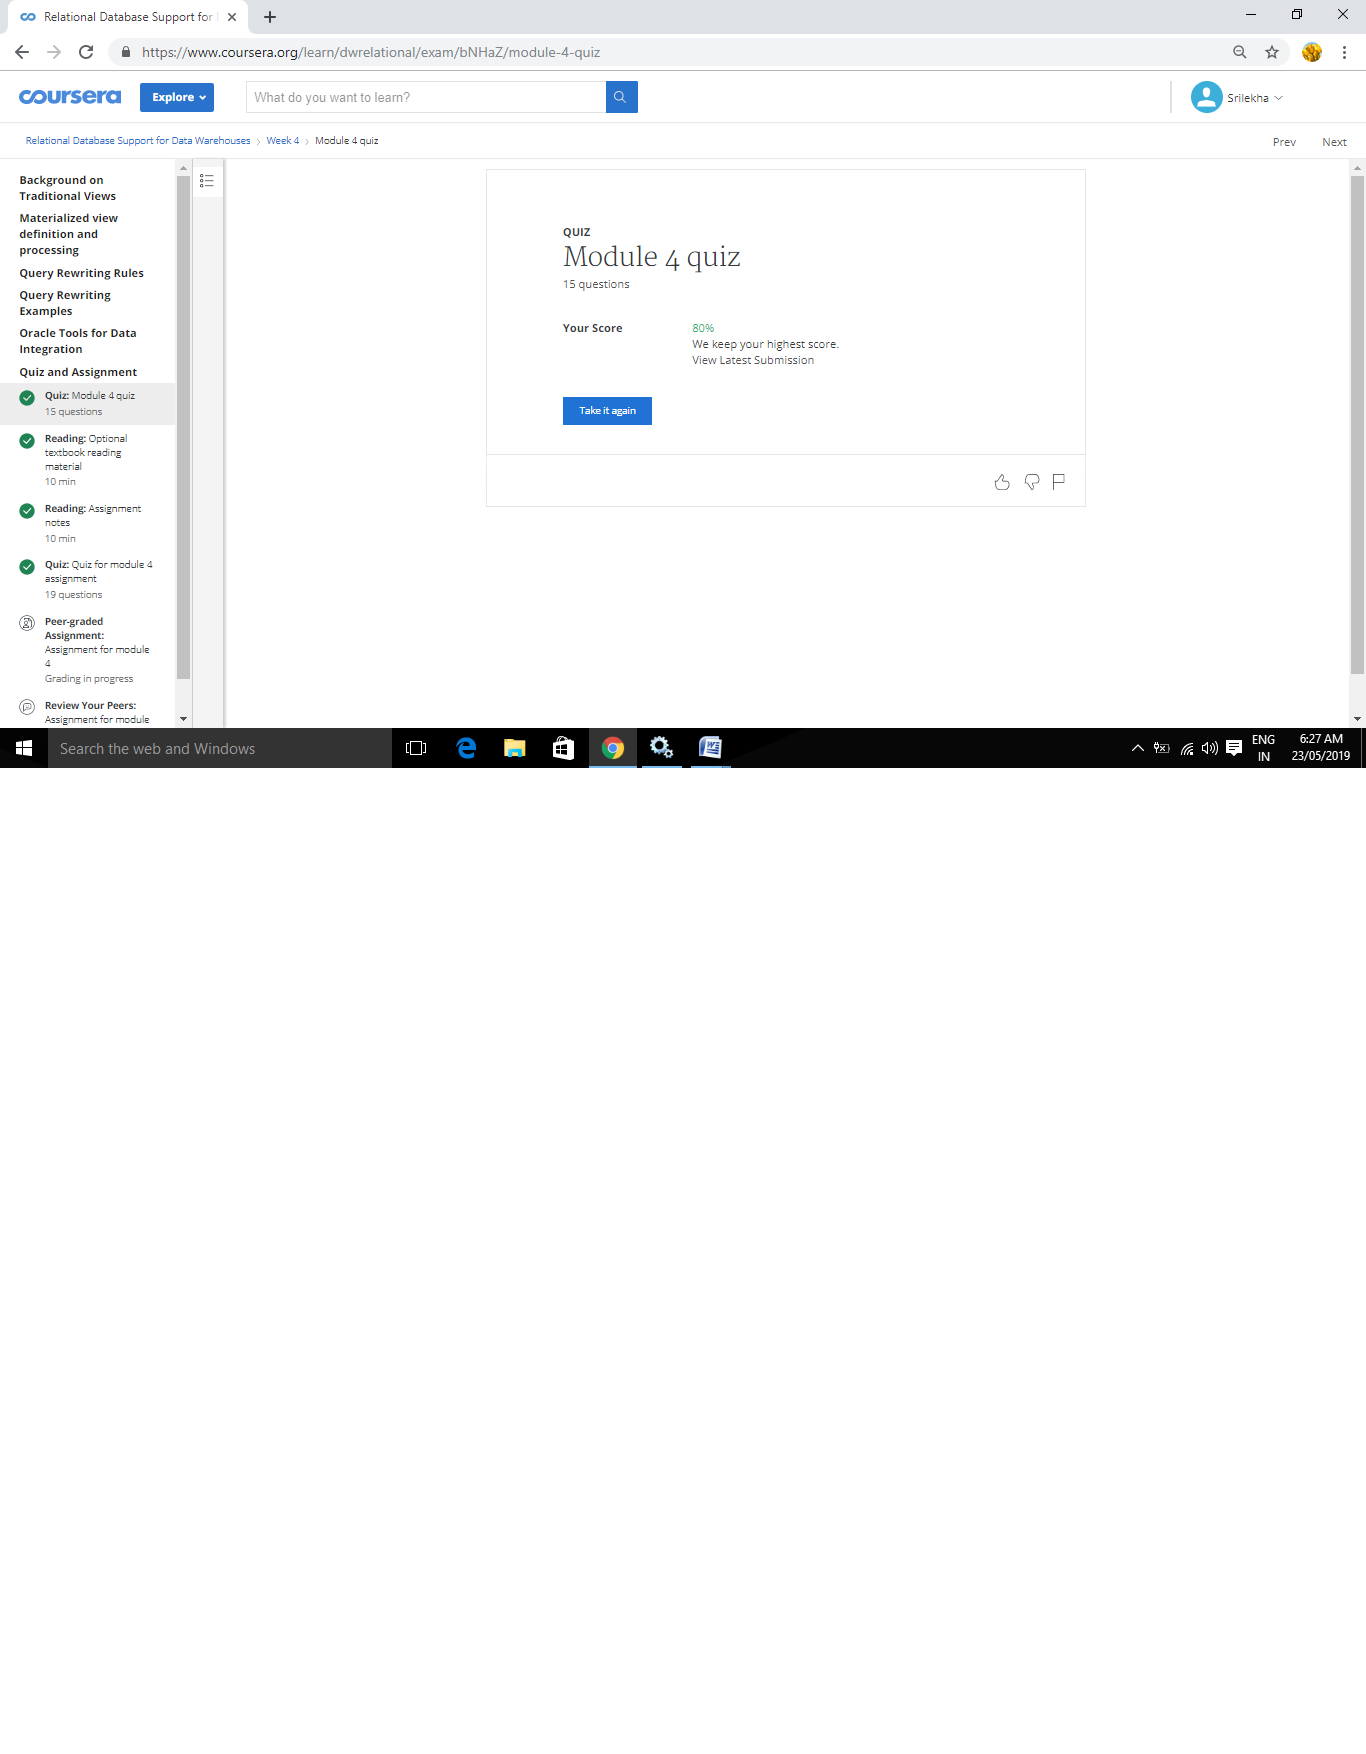 Relational Database Support for
https://www.coursera.org/learn/dwrelational/exam/bNHaZ/module-4-quiz
coursera
Explore
What do you want to learn?
Srilekha
Relational Database Support for Data Warehouses > Week 4 > Module 4 quiz
Prev
Next
Background on
Traditional Views
Materialized view
definition and
processing
Query Rewriting Rules
Query Rewriting
Examples
Oracle Tools for Data
Integration
Quiz and Assignment
Quiz: Module 4 quiz
15 questions
Reading: Optional
textbook reading
material
10 min
Reading: Assignment
notes
10 min
Quiz: Quiz for module 4
assignment
19 questions
Peer-graded
Assignment:
Assignment for module
4
Grading in progress
Review Your Peers:
Assignment for module
QUIZ
Module 4 quiz
15 questions
Your Score
80%
We keep your highest score.
View Latest Submission
Take it again
Search the web and Windows
ENG
IN
6:27 AM
23/05/2019